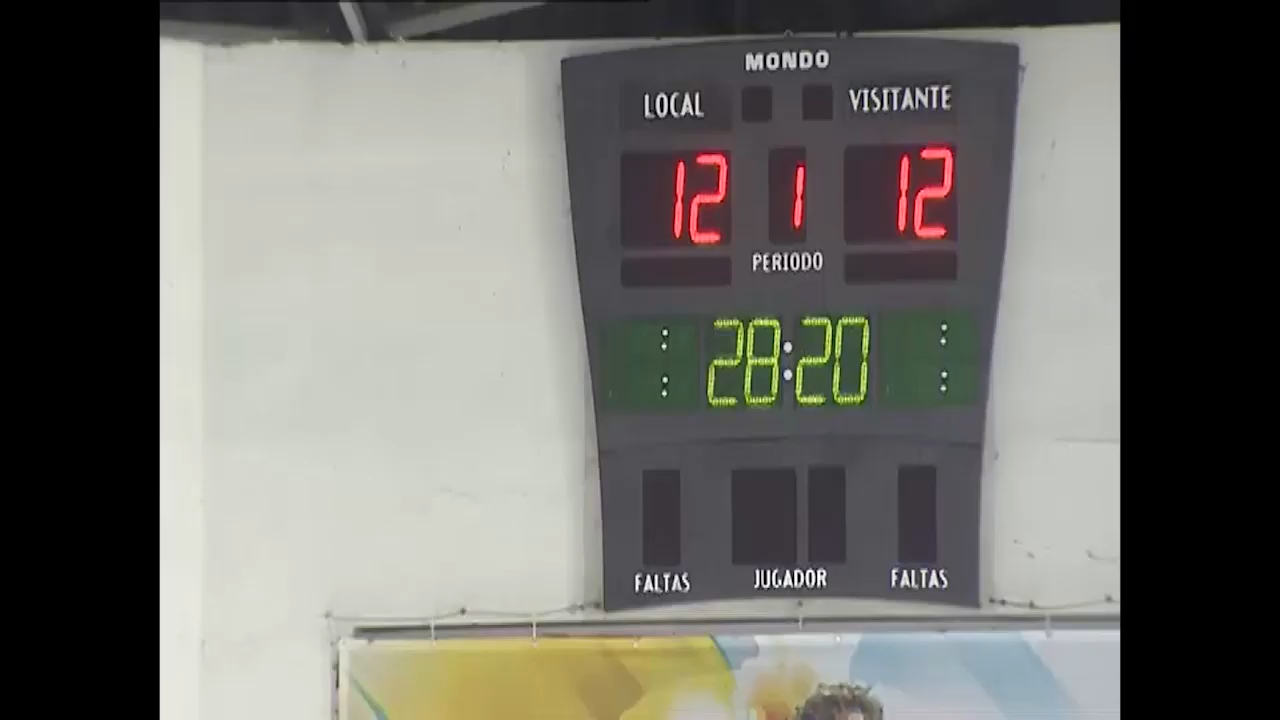 MONDO
LOCAL VISITANTE
12 1 12
PERIODO
28:20
FALTAS JUGADOR FALTAS